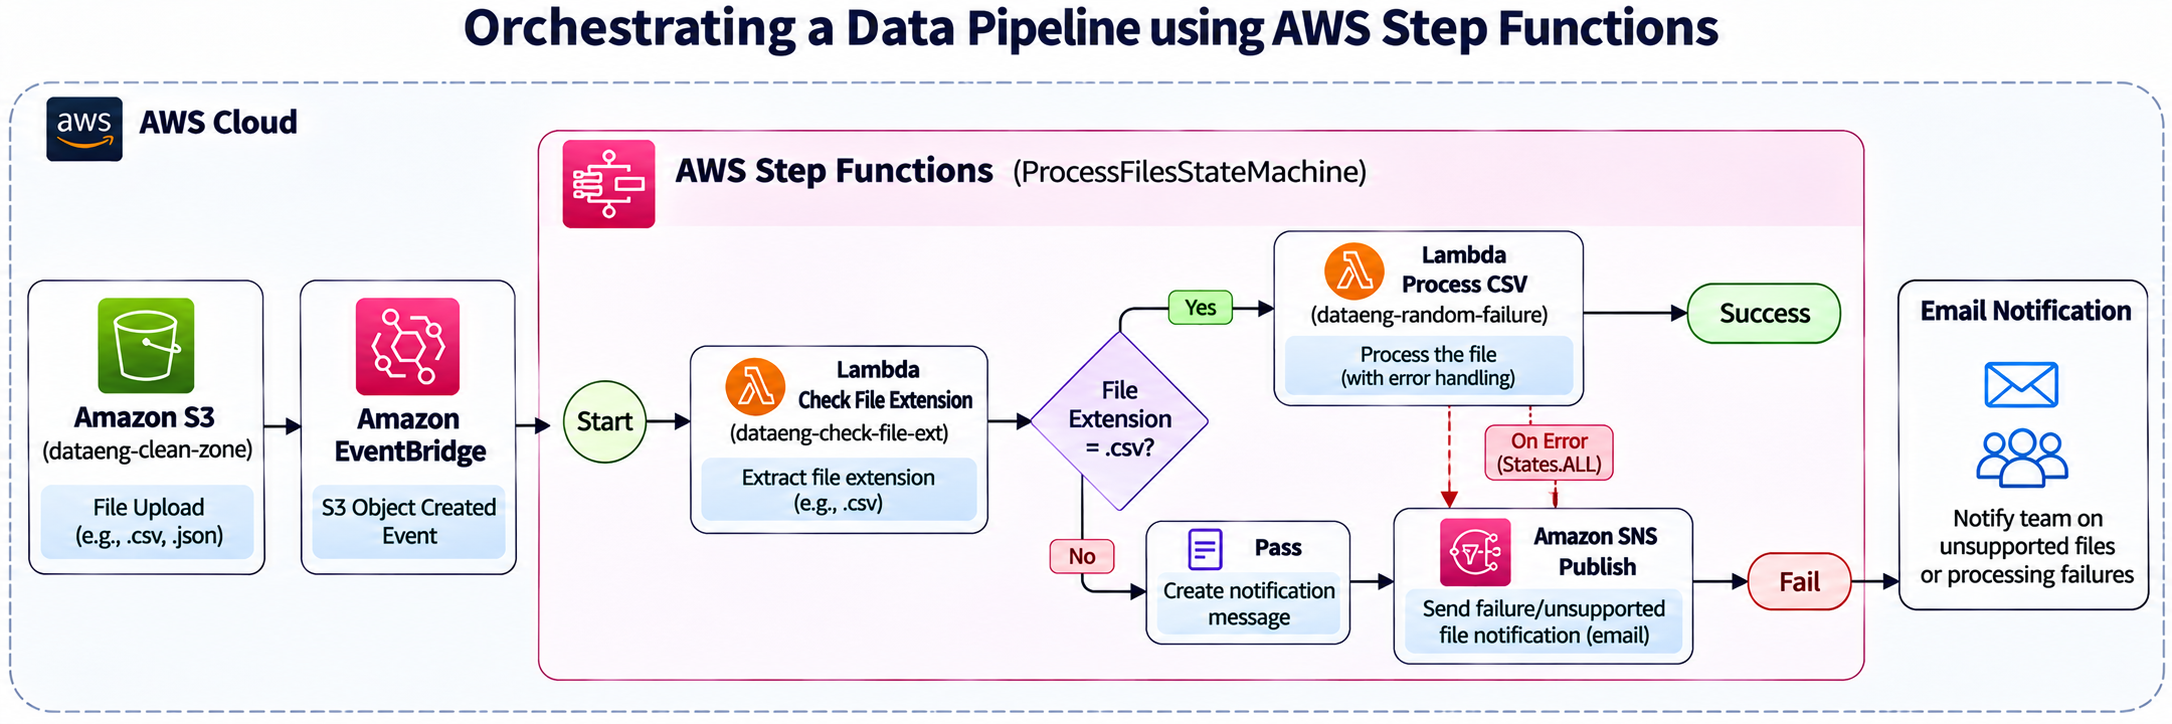 Orchestrating a Data Pipeline using AWS Step Functions
aws
AWS Cloud
AWS Step Functions (ProcessFilesStateMachine)
Amazon S3
(dataeng-clean-zone)
File Upload
(e.g., .csv, .json)
Amazon
EventBridge
S3 Object Created
Event
Start
Lambda
Check File Extension
(dataeng-check-file-ext)
Extract file extension
(e.g., .csv)
File
Extension
= .csv?
Yes
Lambda
Process CSV
(dataeng-random-failure)
Process the file
(with error handling)
Success
On Error
(States.ALL)
No
Pass
Create notification
message
Amazon SNS
Publish
Send failure/unsupported
file notification (email)
Fail
Email Notification
Notify team on
unsupported files
or processing failures